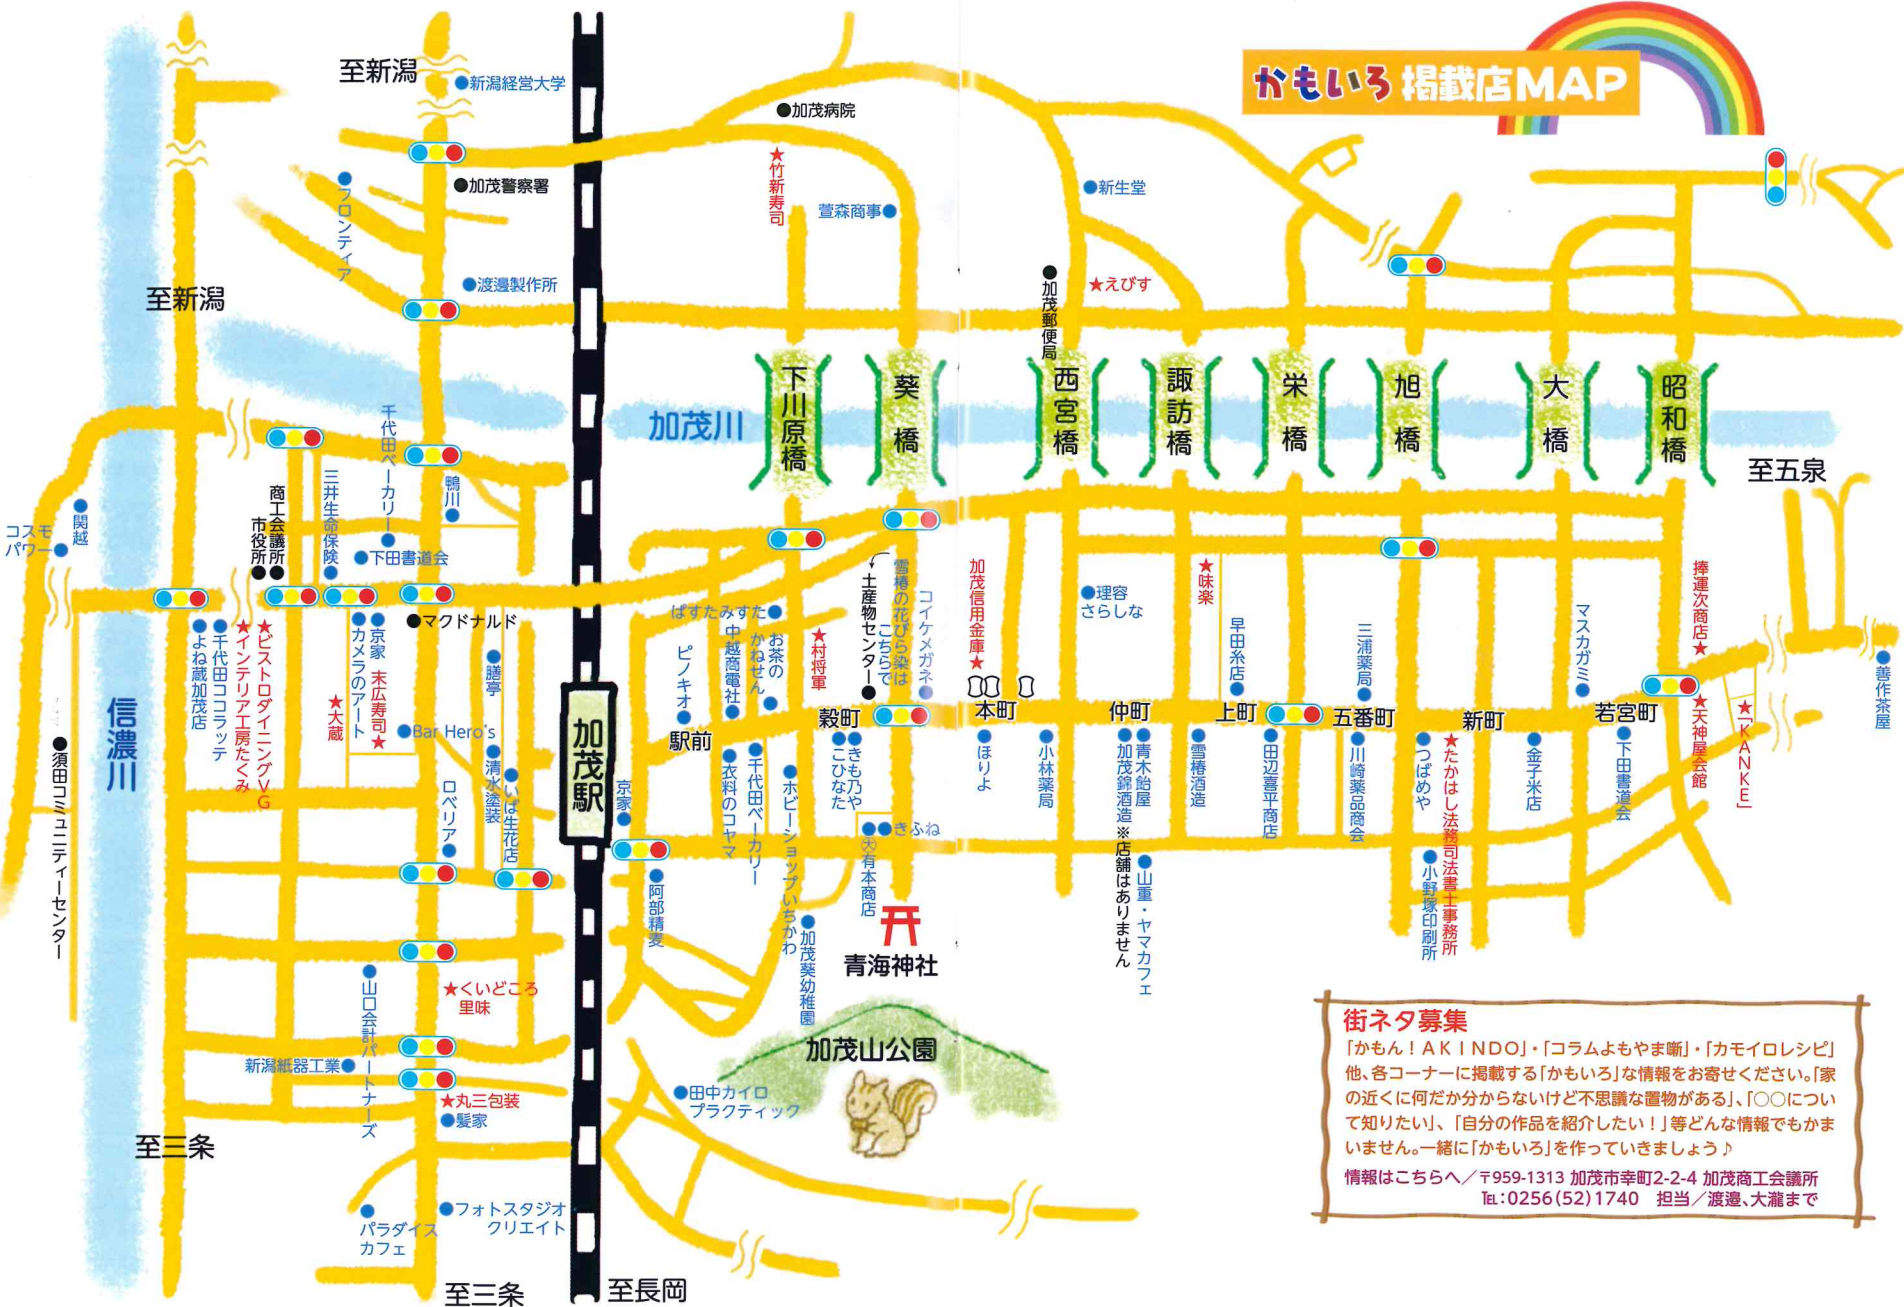 かもいろ 掲載店MAP
至新潟
新潟経営大学
加茂病院
加茂警察署
フロンティア
竹新寿司
萱森商事
新生堂
渡邉製作所
加茂郵便局
えびす
至新潟
加茂川
下川原橋
葵橋
西宮橋
諏訪橋
栄橋
旭橋
大橋
昭和橋
至五泉
千代田ベーカリー
鴨川
三井生命保険
商工会議所
市役所
関越
コスモ
パワー
下田書道会
マクドナルド
よね蔵加茂店
千代田ココラッテ
インテリア工房たくみ
ビストロダイニングVG
カメラのアート
京家
末広寿司
大蔵
膳亭
Bar Hero's
清水塗装
いば生花店
ロベリア
信濃川
須田コミュニティーセンター
加茂駅
ぱすたみすた
お茶の
かねせん
中越商電社
ピノキオ
村将軍
土産物センター
雪椿の花びら染は
こちらで
コイケメガネ
加茂信用金庫
理容
さらしな
味楽
早田糸店
三浦薬局
マスカガミ
捧運次商店
善作茶屋
駅前
穀町
本町
仲町
上町
五番町
新町
若宮町
京家
衣料のコヤマ
千代田ベーカリー
ホビーショップいちかわ
こひなた
きも乃や
きふね
㊅有本商店
ほりよ
小林薬局
加茂錦酒造
※店舗はありません
青木飴屋
山重・ヤマカフェ
雪椿酒造
田辺喜平商店
川崎薬品商会
つばめや
たかはし法務司法書士事務所
小野塚印刷所
金子米店
下田書道会
天神屋会館
「KANKE」
阿部精麦
加茂葵幼稚園
青海神社
加茂山公園
田中カイロ
プラクティック
くいどころ
里味
山口会計パートナーズ
新潟紙器工業
丸三包装
髪家
至三条
パラダイス
カフェ
フォトスタジオ
クリエイト
至三条
至長岡
街ネタ募集
「かもん！AKINDO」・「コラムよもやま噺」・「カモイロレシピ」
他、各コーナーに掲載する「かもいろ」な情報をお寄せください。「家
の近くに何だか分からないけど不思議な置物がある」、「○○につい
て知りたい」、「自分の作品を紹介したい！」等どんな情報でもかま
いません。一緒に「かもいろ」を作っていきましょう♪
情報はこちらへ／〒959-1313 加茂市幸町2-2-4 加茂商工会議所
TEL:0256(52)1740 担当／渡邉、大瀧まで